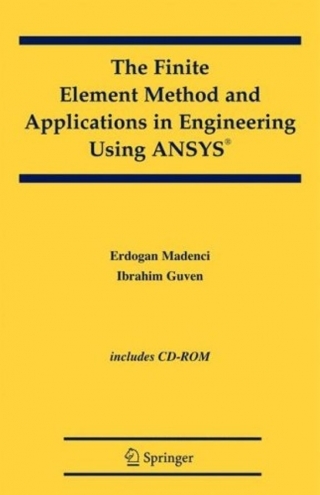 The Finite
Element Method and
Applications in Engineering
Using ANSYS®
Erdogan Madenci
Ibrahim Guven
includes CD-ROM
Springer